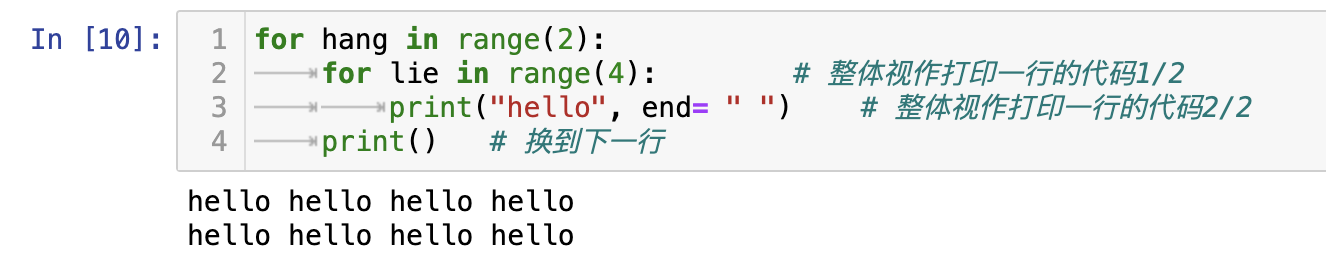 In [10]:
1 for hang in range(2):
2 for lie in range(4): # 整体视作打印一行的代码1/2
3 print("hello", end= " ") # 整体视作打印一行的代码2/2
4 print() # 换到下一行
hello hello hello hello
hello hello hello hello